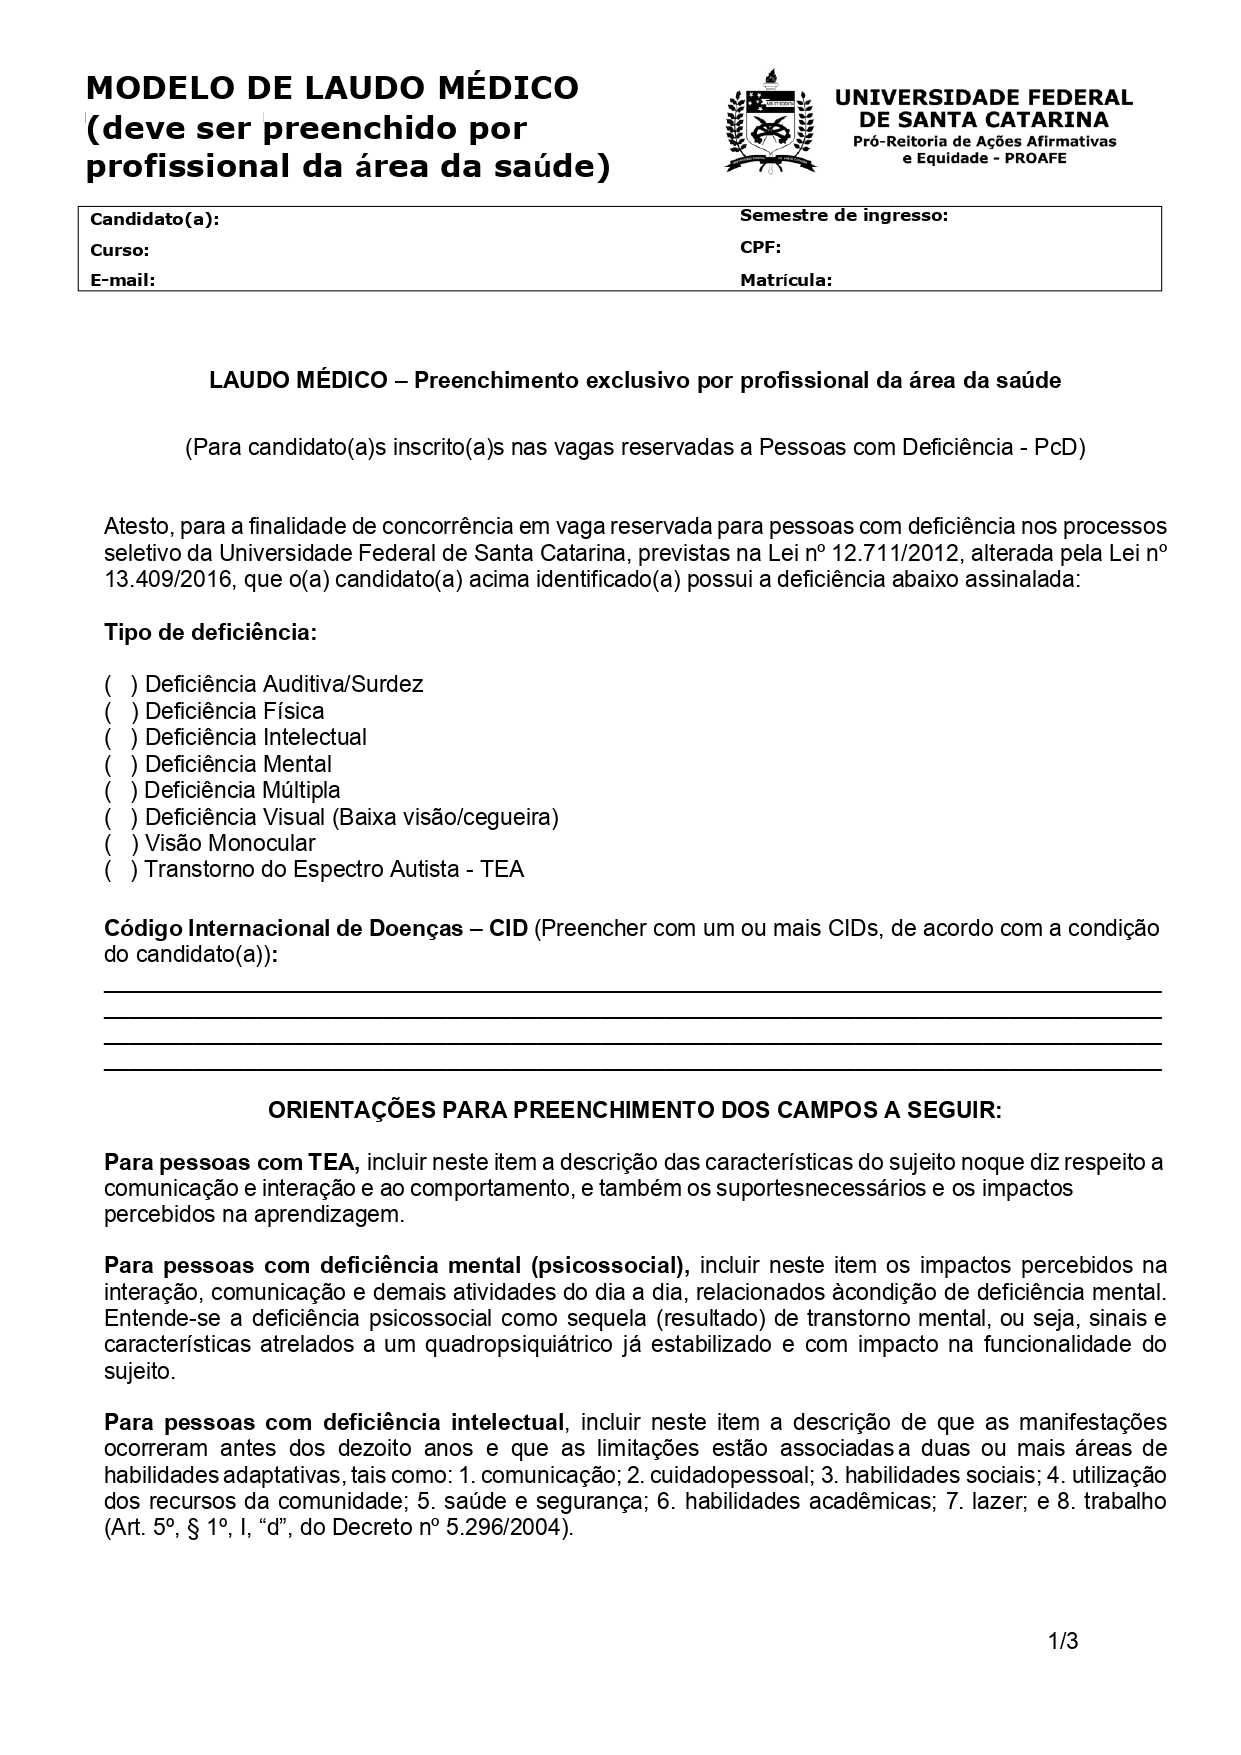 MODELO DE LAUDO MÉDICO
(deve ser preenchido por
profissional da área da saúde)
UNIVERSIDADE FEDERAL
DE SANTA CATARINA
Pró-Reitoria de Ações Afirmativas
e Equidade - PROAFE
Candidato(a):
Semestre de ingresso:
Curso:
CPF:
E-mail:
Matrícula:
LAUDO MÉDICO – Preenchimento exclusivo por profissional da área da saúde
(Para candidato(a)s inscrito(a)s nas vagas reservadas a Pessoas com Deficiência - PcD)
Atesto, para a finalidade de concorrência em vaga reservada para pessoas com deficiência nos processos
seletivo da Universidade Federal de Santa Catarina, previstas na Lei nº 12.711/2012, alterada pela Lei nº
13.409/2016, que o(a) candidato(a) acima identificado(a) possui a deficiência abaixo assinalada:
Tipo de deficiência:
(   ) Deficiência Auditiva/Surdez
(   ) Deficiência Física
(   ) Deficiência Intelectual
(   ) Deficiência Mental
(   ) Deficiência Múltipla
(   ) Deficiência Visual (Baixa visão/cegueira)
(   ) Visão Monocular
(   ) Transtorno do Espectro Autista - TEA
Código Internacional de Doenças – CID (Preencher com um ou mais CIDs, de acordo com a condição
do candidato(a)):
ORIENTAÇÕES PARA PREENCHIMENTO DOS CAMPOS A SEGUIR:
Para pessoas com TEA, incluir neste item a descrição das características do sujeito noque diz respeito a
comunicação e interação e ao comportamento, e também os suportesnecessários e os impactos
percebidos na aprendizagem.
Para pessoas com deficiência mental (psicossocial), incluir neste item os impactos percebidos na
interação, comunicação e demais atividades do dia a dia, relacionados àcondição de deficiência mental.
Entende-se a deficiência psicossocial como sequela (resultado) de transtorno mental, ou seja, sinais e
características atrelados a um quadropsiquiátrico já estabilizado e com impacto na funcionalidade do
sujeito.
Para pessoas com deficiência intelectual, incluir neste item a descrição de que as manifestações
ocorreram antes dos dezoito anos e que as limitações estão associadas a duas ou mais áreas de
habilidades adaptativas, tais como: 1. comunicação; 2. cuidadopessoal; 3. habilidades sociais; 4. utilização
dos recursos da comunidade; 5. saúde e segurança; 6. habilidades acadêmicas; 7. lazer; e 8. trabalho
(Art. 5º, § 1º, I, “d”, do Decreto nº 5.296/2004).
1/3